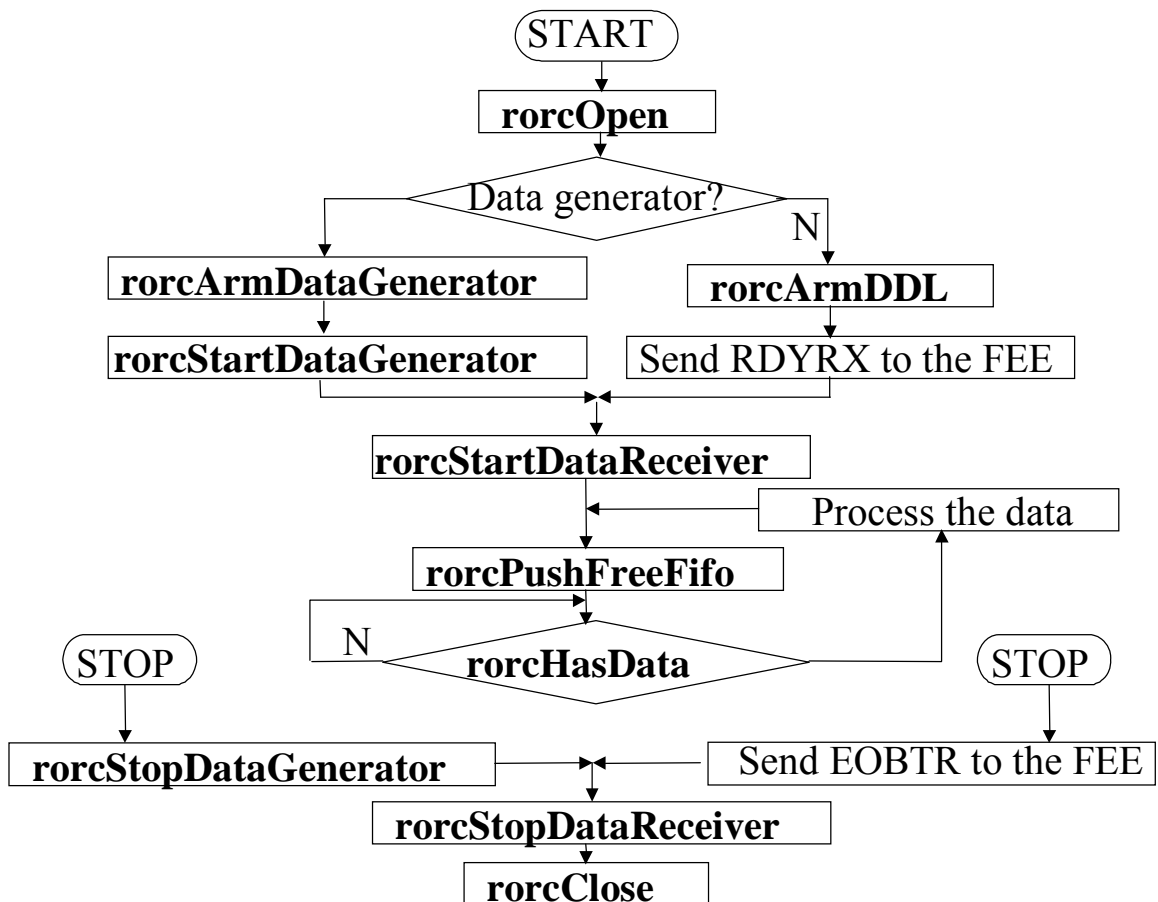 START
rorcOpen
Data generator?
N
rorcArmDataGenerator
rorcArmDDL
rorcStartDataGenerator
Send RDYRX to the FEE
rorcStartDataReceiver
Process the data
rorcPushFreeFifo
N
rorcHasData
STOP
STOP
rorcStopDataGenerator
Send EOBTR to the FEE
rorcStopDataReceiver
rorcClose